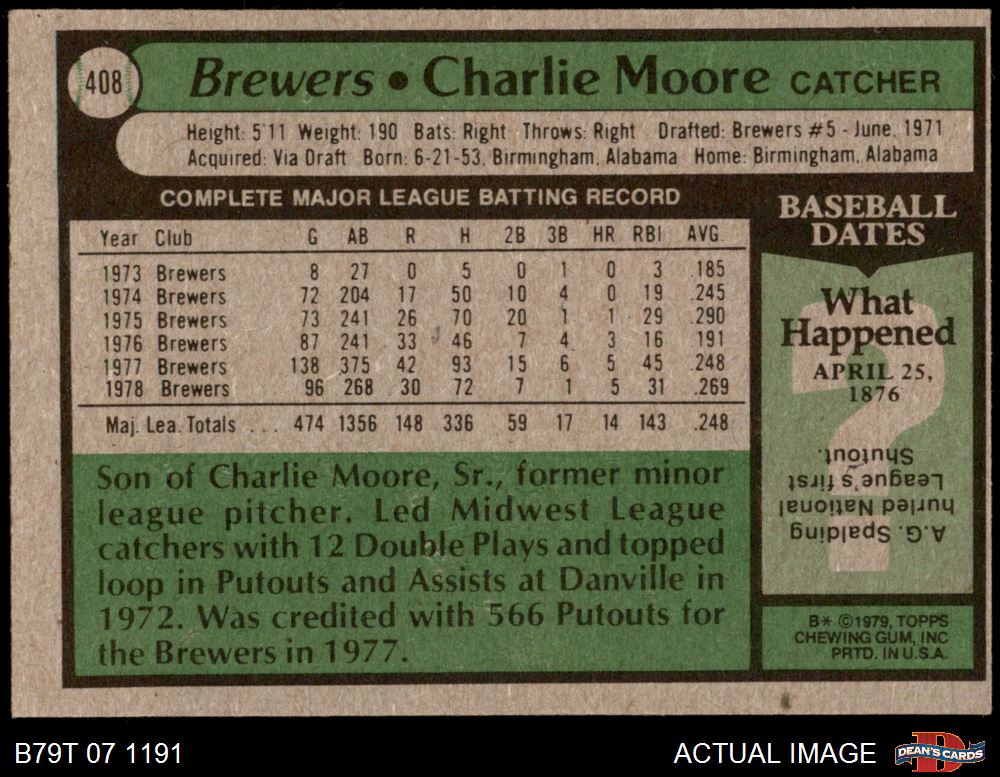 408
Brewers • Charlie Moore CATCHER
Height: 5'11 Weight: 190 Bats: Right Throws: Right Drafted: Brewers #5 - June, 1971
Acquired: Via Draft Born: 6-21-53, Birmingham, Alabama Home: Birmingham, Alabama
COMPLETE MAJOR LEAGUE BATTING RECORD
Year Club G AB R H 2B 3B HR RBI AVG.
1973 Brewers 8 27 0 5 0 1 0 3 .185
1974 Brewers 72 204 17 50 10 4 0 19 .245
1975 Brewers 73 241 26 70 20 1 1 29 .290
1976 Brewers 87 241 33 46 7 4 3 16 .191
1977 Brewers 138 375 42 93 15 6 5 45 .248
1978 Brewers 96 268 30 72 7 1 5 31 .269
Maj. Lea. Totals ... 474 1356 148 336 59 17 14 143 .248
Son of Charlie Moore, Sr., former minor
league pitcher. Led Midwest League
catchers with 12 Double Plays and topped
loop in Putouts and Assists at Danville in
1972. Was credited with 566 Putouts for
the Brewers in 1977.
BASEBALL
DATES
What
Happened
APRIL 25,
1876
A.G. Spalding
hurled National
League's first
Shutout.
B* ©1979, TOPPS
CHEWING GUM, INC
PRTD. IN U.S.A.
B79T 07 1191
ACTUAL IMAGE
D
DEAN'S CARDS